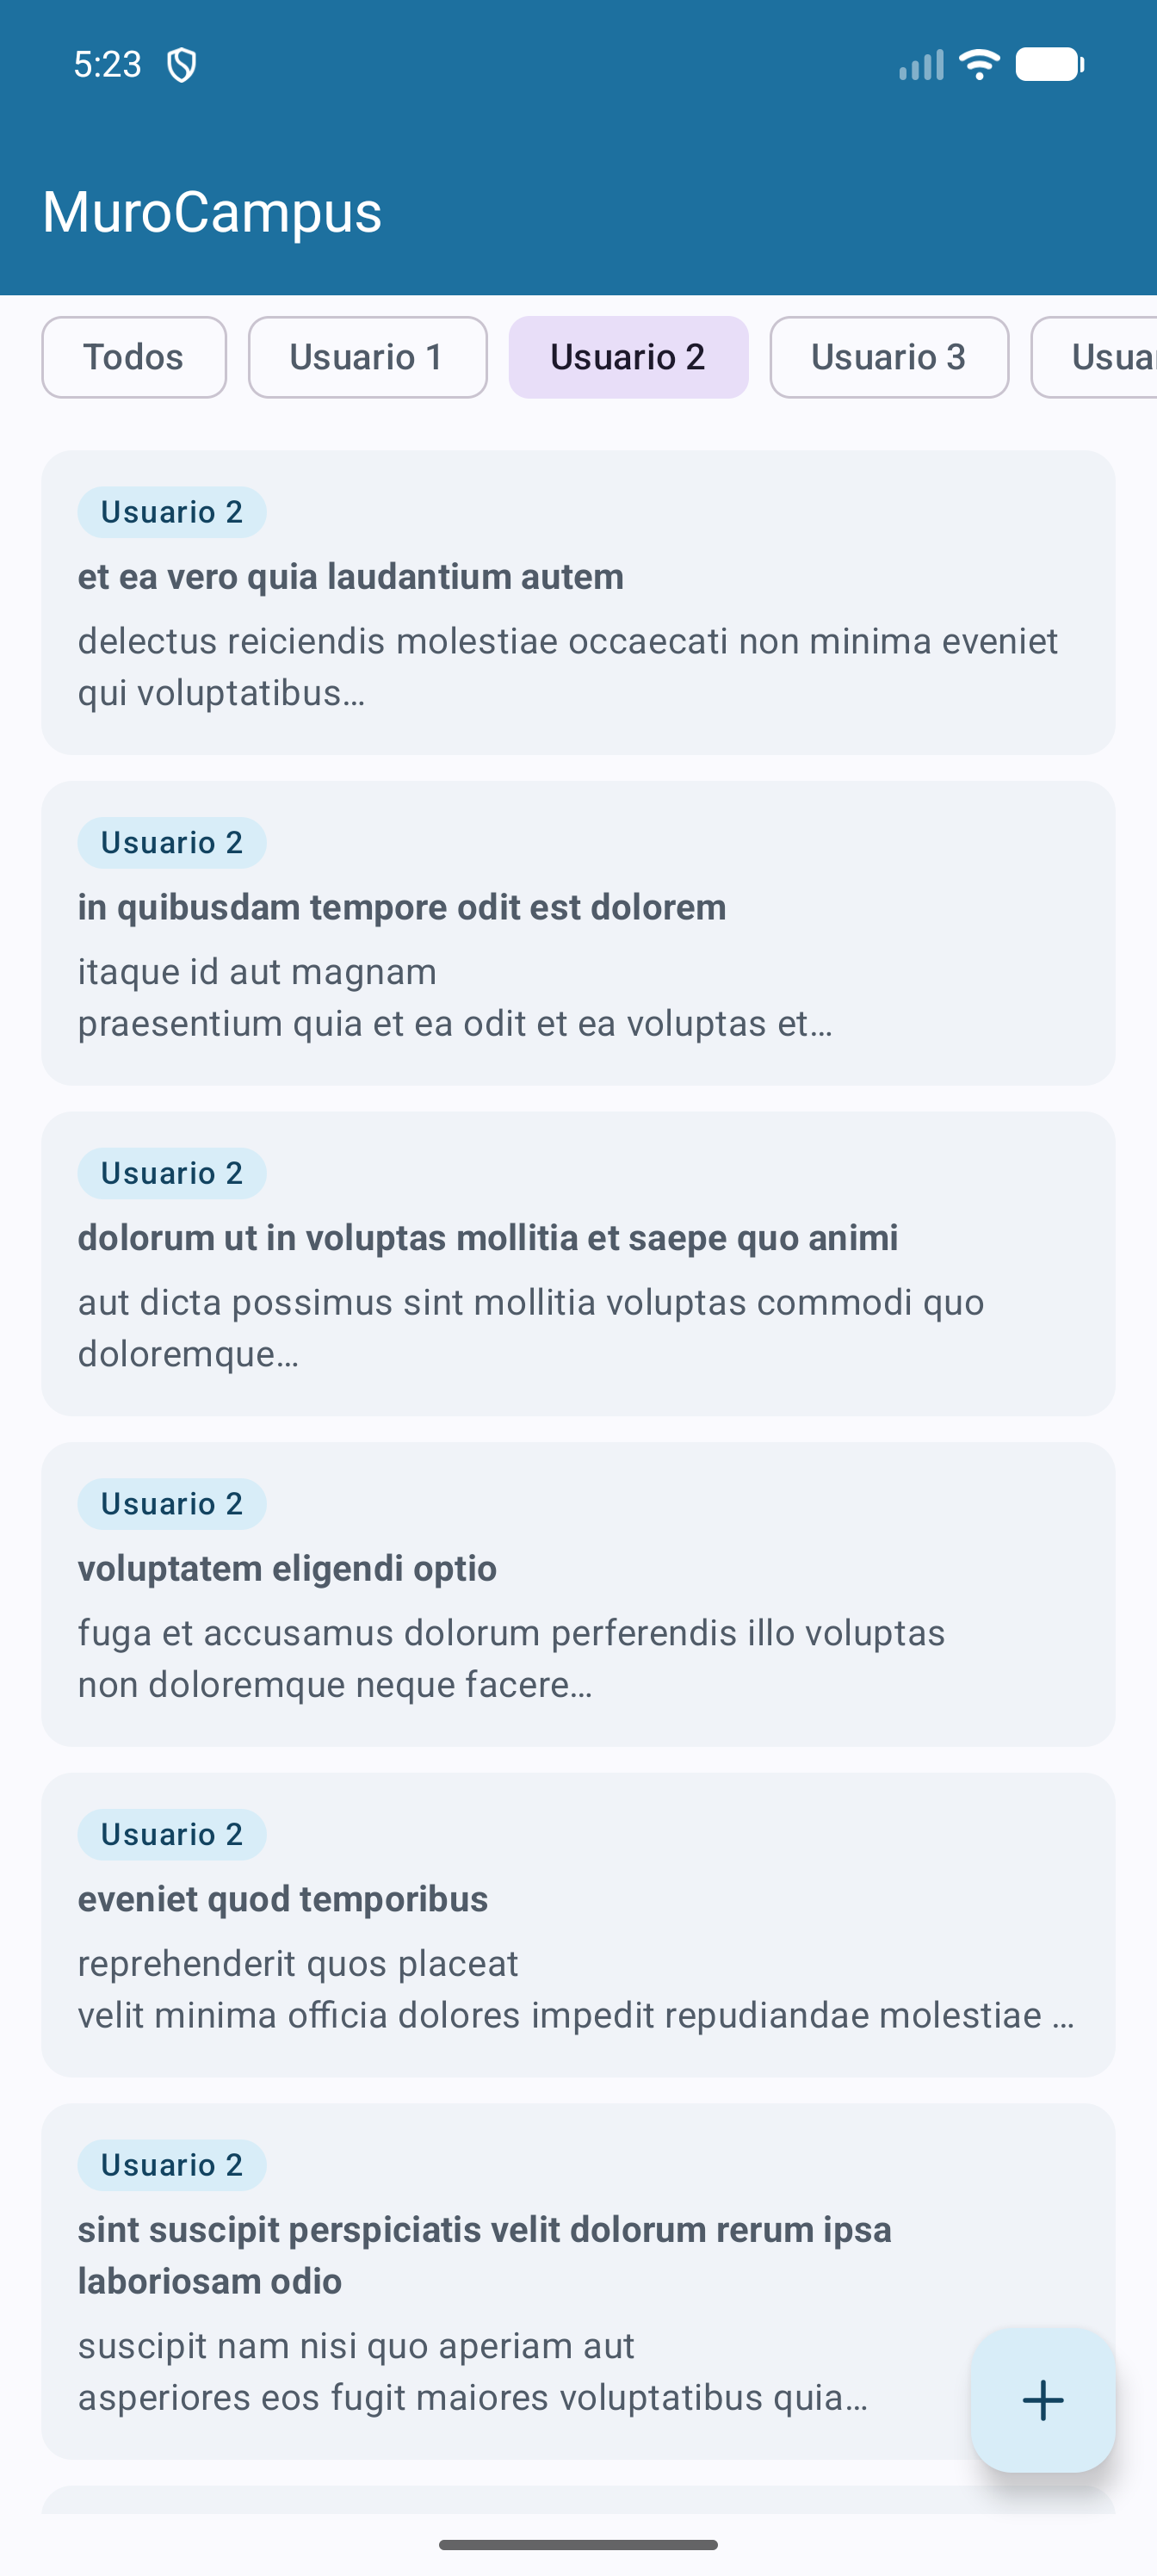 5:23
MuroCampus
Todos
Usuario 1
Usuario 2
Usuario 3
Usuar
Usuario 2
et ea vero quia laudantium autem
delectus reiciendis molestiae occaecati non minima eveniet
qui voluptatibus…
Usuario 2
in quibusdam tempore odit est dolorem
itaque id aut magnam
praesentium quia et ea odit et ea voluptas et…
Usuario 2
dolorum ut in voluptas mollitia et saepe quo animi
aut dicta possimus sint mollitia voluptas commodi quo
doloremque…
Usuario 2
voluptatem eligendi optio
fuga et accusamus dolorum perferendis illo voluptas
non doloremque neque facere…
Usuario 2
eveniet quod temporibus
reprehenderit quos placeat
velit minima officia dolores impedit repudiandae molestiae …
Usuario 2
sint suscipit perspiciatis velit dolorum rerum ipsa
laboriosam odio
suscipit nam nisi quo aperiam aut
asperiores eos fugit maiores voluptatibus quia…